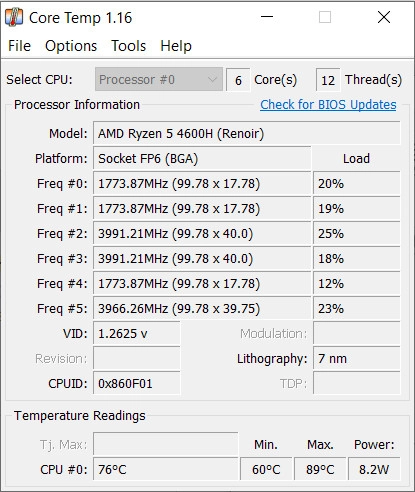 Core Temp 1.16
File Options Tools Help
Select CPU: Processor #0 6 Core(s) 12 Thread(s)
Processor Information Check for BIOS Updates
Model: AMD Ryzen 5 4600H (Renoir)
Platform: Socket FP6 (BGA) Load
Freq #0: 1773.87MHz (99.78 x 17.78) 20%
Freq #1: 1773.87MHz (99.78 x 17.78) 19%
Freq #2: 3991.21MHz (99.78 x 40.0) 25%
Freq #3: 3991.21MHz (99.78 x 40.0) 18%
Freq #4: 1773.87MHz (99.78 x 17.78) 12%
Freq #5: 3966.26MHz (99.78 x 39.75) 23%
VID: 1.2625 v Modulation:
Revision: Lithography: 7 nm
CPUID: 0x860F01 TDP:
Temperature Readings
Tj. Max: Min. Max. Power:
CPU #0: 76ºC 60ºC 89ºC 8.2W